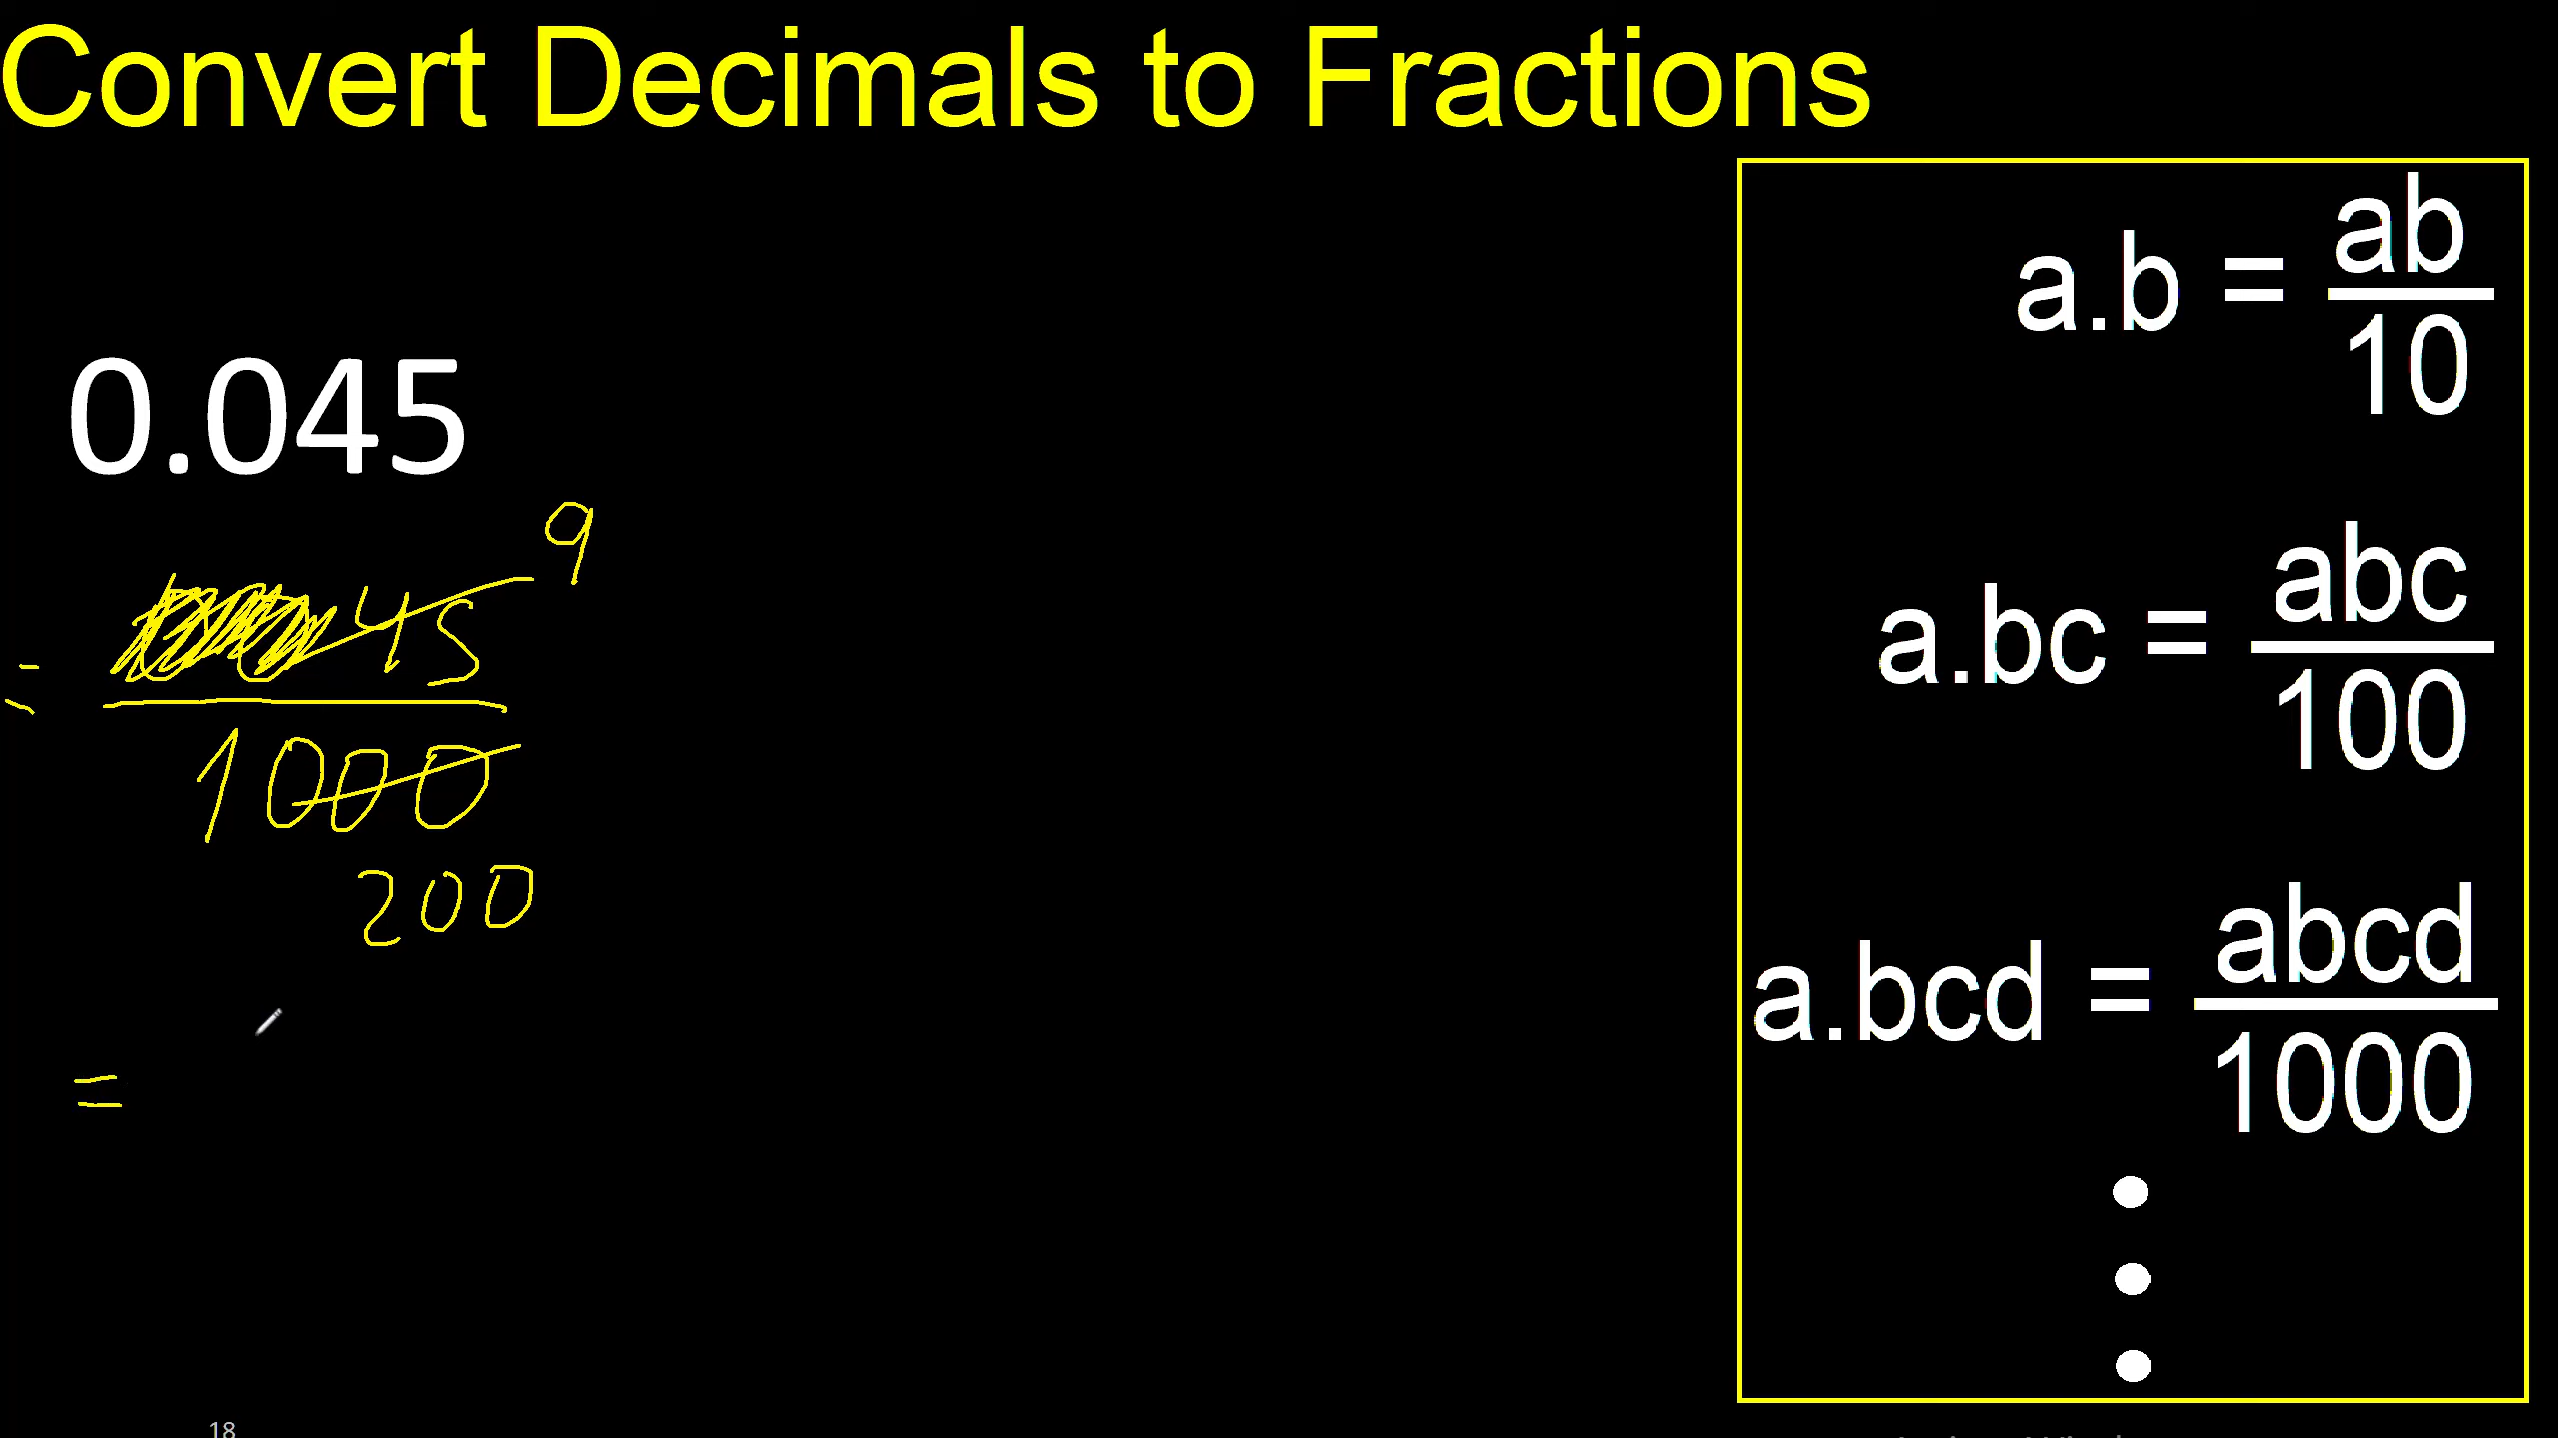 Convert Decimals to Fractions
0.045
= 45 9
1000
200
=
a.b = ab
10
a.bc = abc
100
a.bcd = abcd
1000
18